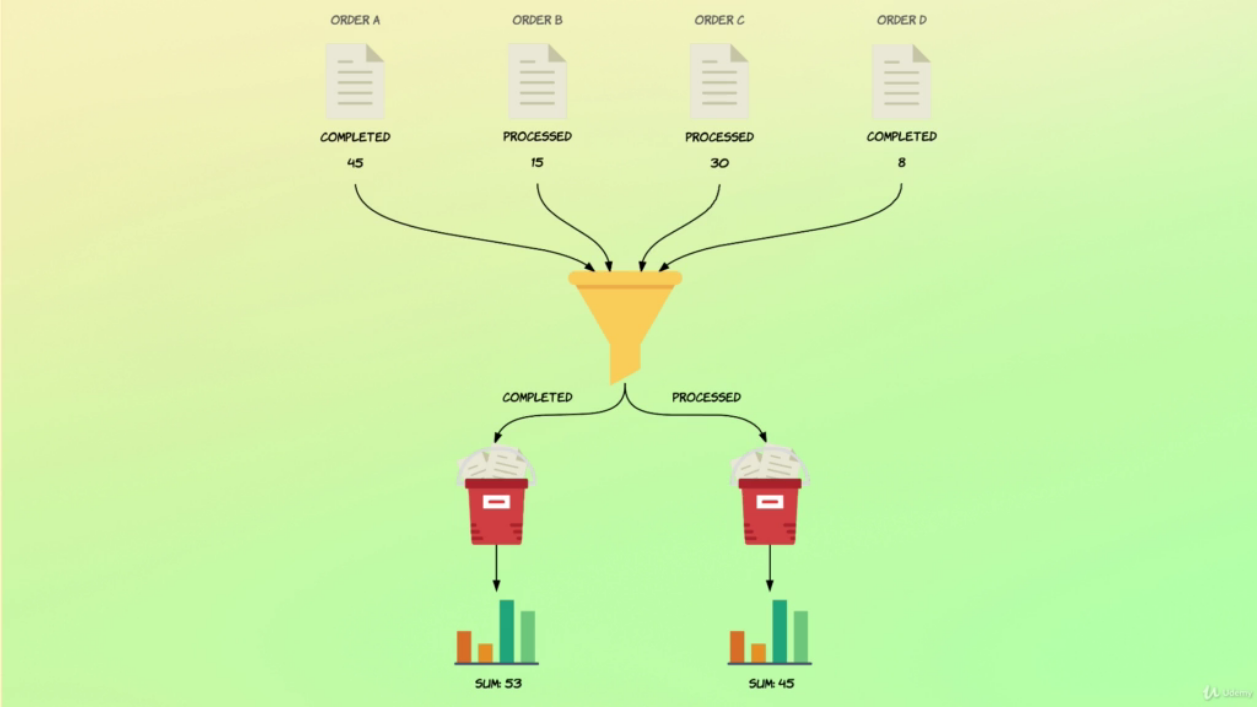 ORDER A
ORDER B
ORDER C
ORDER D
COMPLETED
PROCESSED
PROCESSED
COMPLETED
45
15
30
8
COMPLETED
PROCESSED
SUM: 53
SUM: 45
Udemy